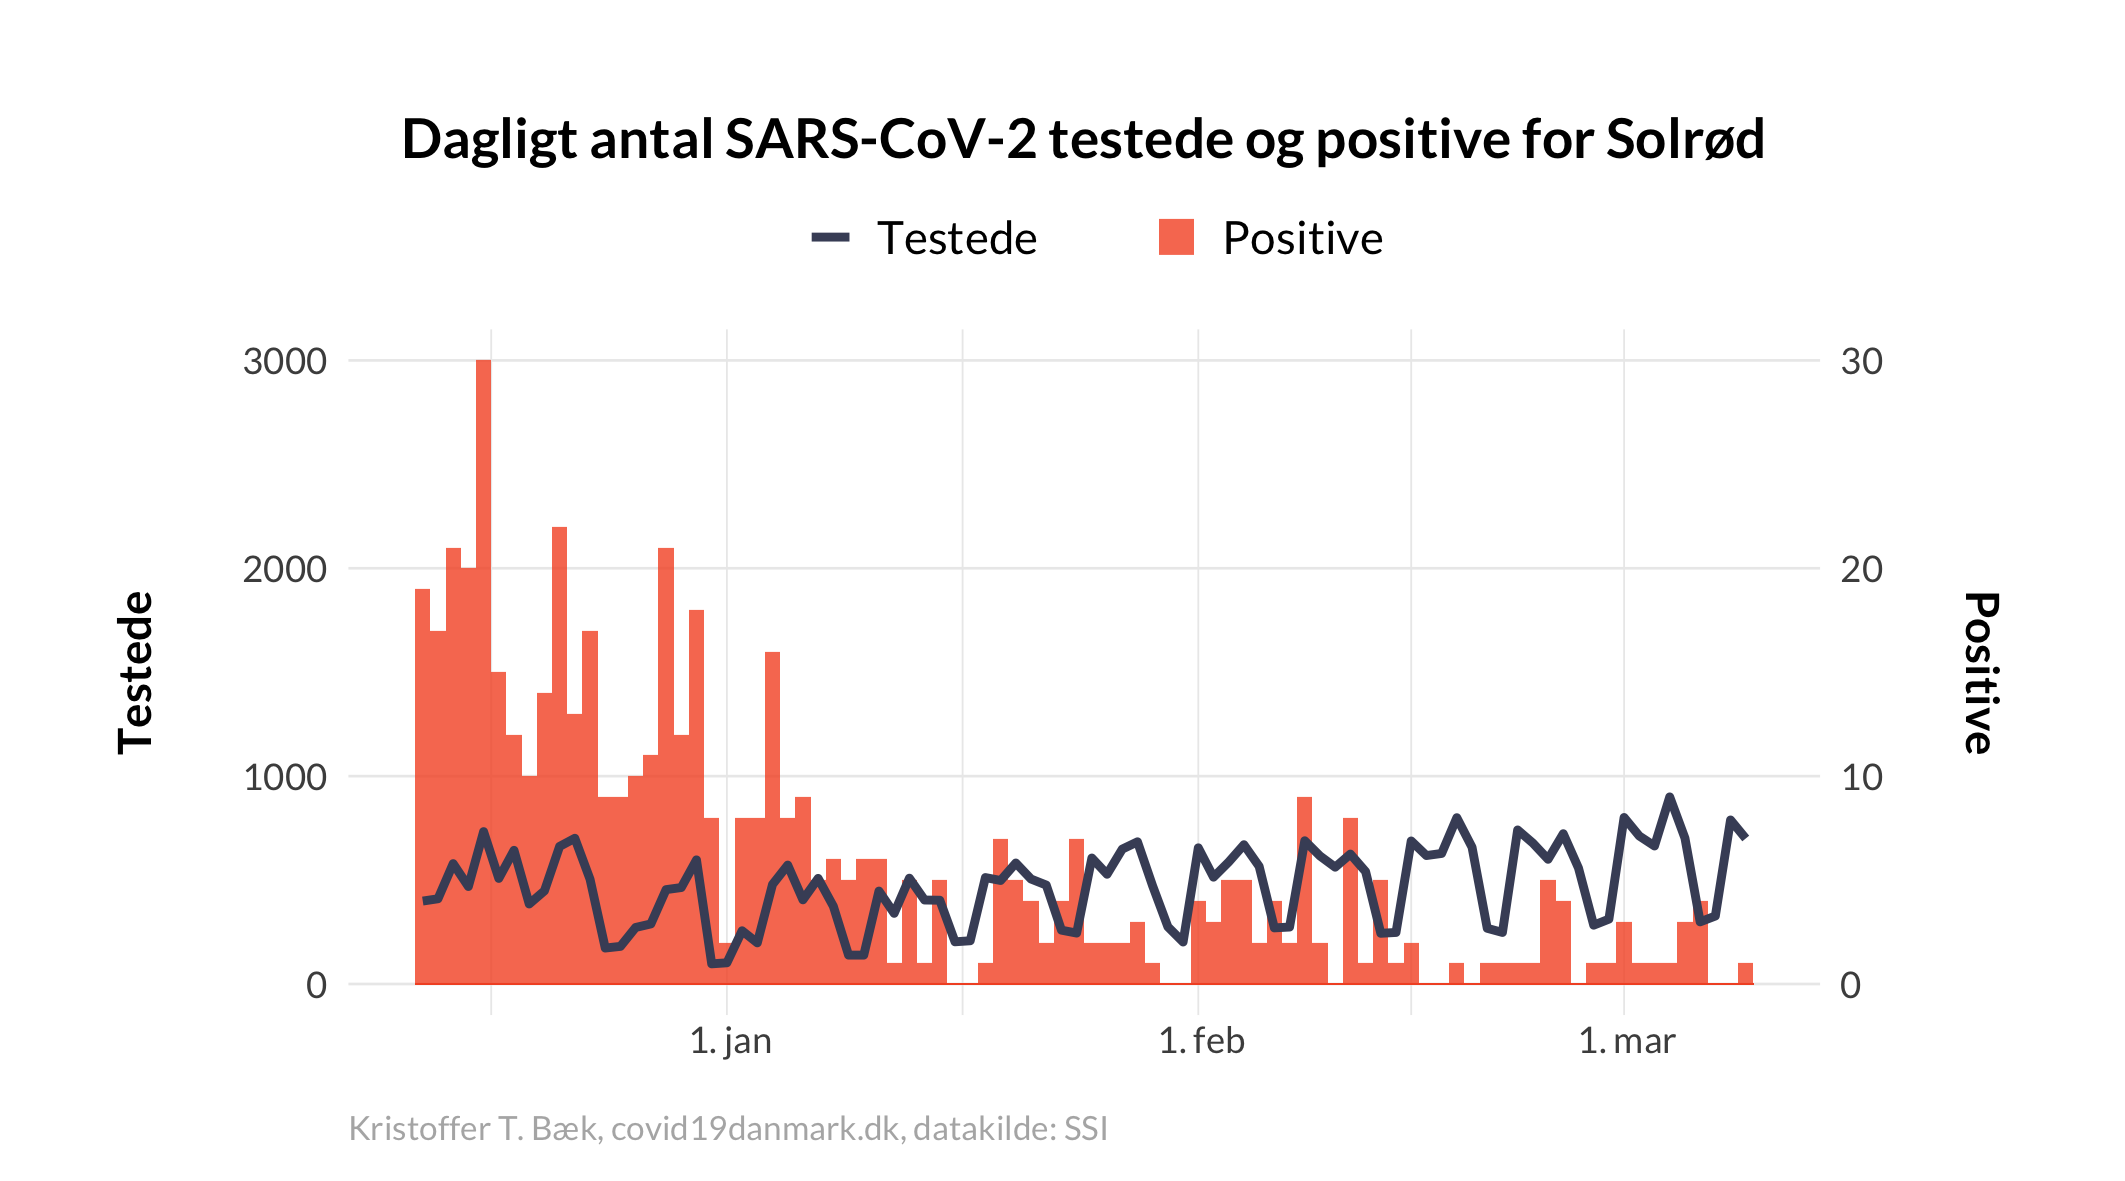 Dagligt antal SARS-CoV-2 testede og positive for Solrød
Testede Positive
3000 30
2000 20
1000 10
0 0
Testede
Positive
1. jan 1. feb 1. mar
Kristoffer T. Bæk, covid19danmark.dk, datakilde: SSI